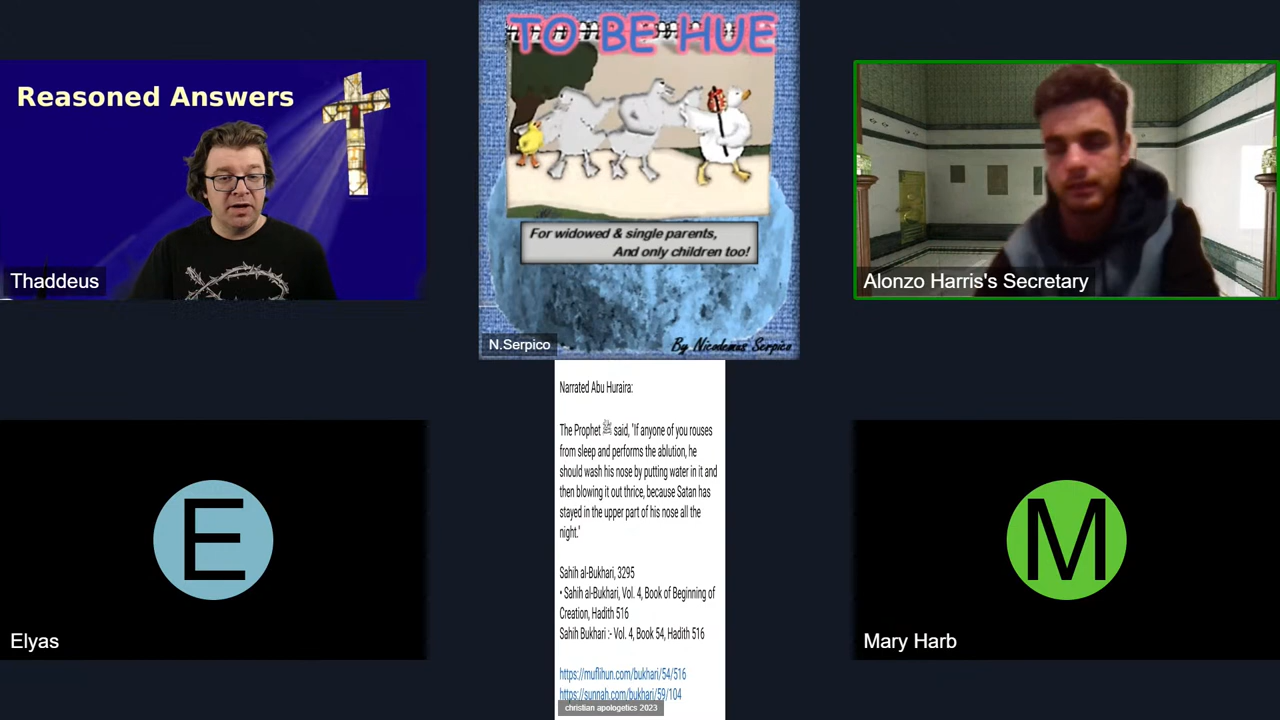 Reasoned Answers
Thaddeus
TO BE HUE
For widowed & single parents,
And only children too!
By Nicodemus Serpico
N.Serpico
Alonzo Harris's Secretary
E
Elyas
Narrated Abu Huraira:
The Prophet ﷺ said, "If anyone of you rouses
from sleep and performs the ablution, he
should wash his nose by putting water in it and
then blowing it out thrice, because Satan has
stayed in the upper part of his nose all the
night."
Sahih al-Bukhari, 3295
• Sahih al-Bukhari, Vol. 4, Book of Beginning of
Creation, Hadith 516
Sahih Bukhari :- Vol. 4, Book 54, Hadith 516
https://muflihun.com/bukhari/54/516
https://sunnah.com/bukhari/59/104
christian apologetics 2023
M
Mary Harb